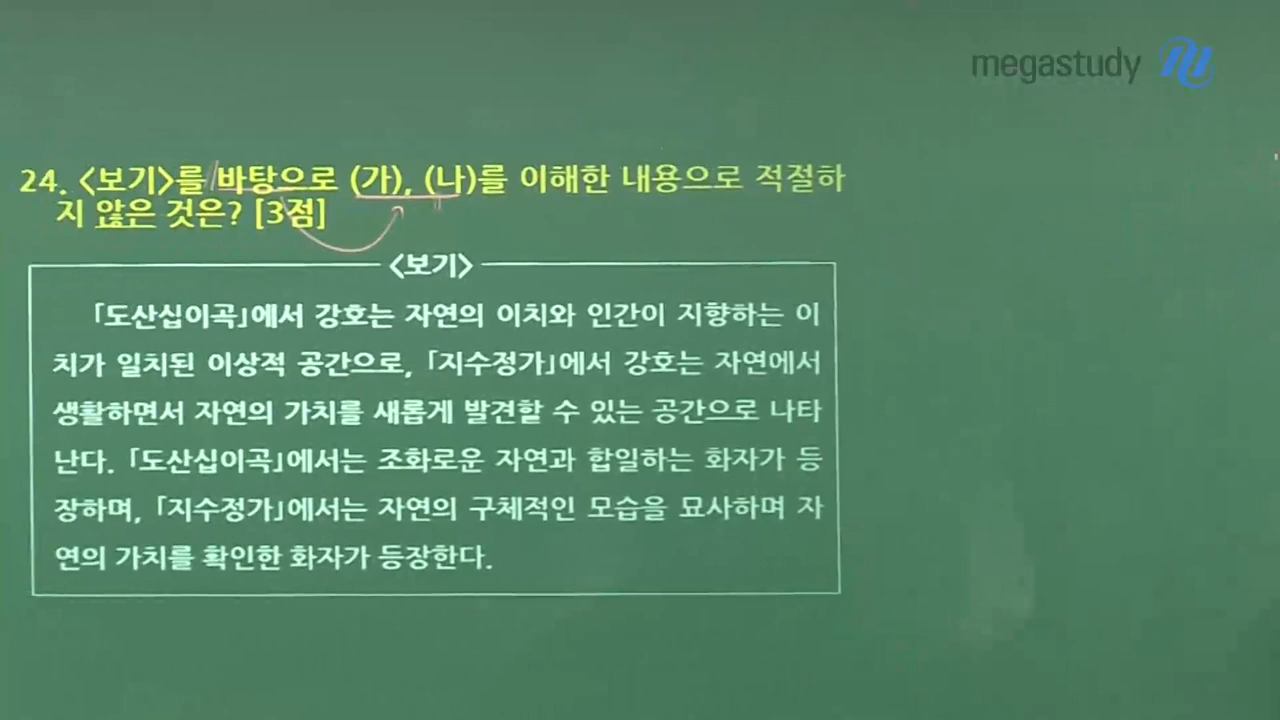 megastudy
24. <보기>를 바탕으로 (가), (나)를 이해한 내용으로 적절하
지 않은 것은? [3점]
<보기>
「도산십이곡」에서 강호는 자연의 이치와 인간이 지향하는 이
치가 일치된 이상적 공간으로, 「지수정가」에서 강호는 자연에서
생활하면서 자연의 가치를 새롭게 발견할 수 있는 공간으로 나타
난다. 「도산십이곡」에서는 조화로운 자연과 합일하는 화자가 등
장하며, 「지수정가」에서는 자연의 구체적인 모습을 묘사하며 자
연의 가치를 확인한 화자가 등장한다.